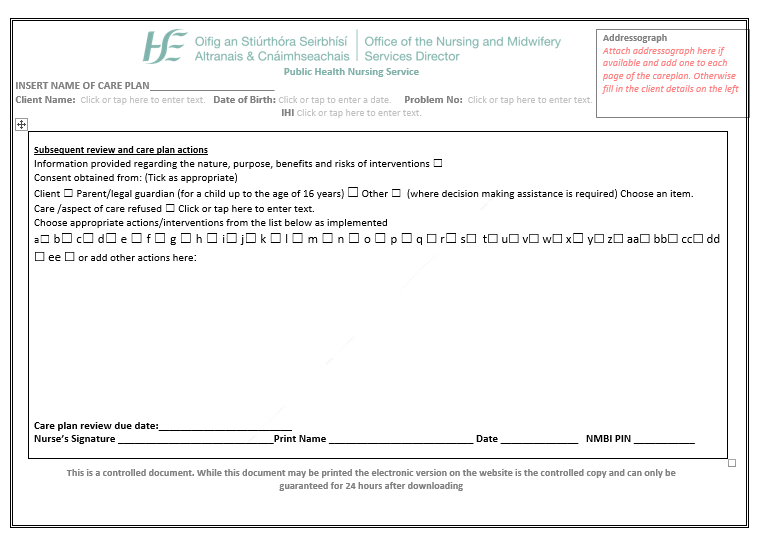 HE
Oifig an Stiúrthóra Seirbhísí
Altranais & Cnáimhseachais
Office of the Nursing and Midwifery
Services Director
Public Health Nursing Service
Addressograph
Attach addressograph here if
available and add one to each
page of the careplan. Otherwise
fill in the client details on the left
INSERT NAME OF CARE PLAN_______________________
Client Name: Click or tap here to enter text. Date of Birth: Click or tap to enter a date. Problem No: Click or tap here to enter text.
IHI Click or tap here to enter text.
Subsequent review and care plan actions
Information provided regarding the nature, purpose, benefits and risks of interventions ☐
Consent obtained from: (Tick as appropriate)
Client ☐ Parent/legal guardian (for a child up to the age of 16 years) ☐ Other ☐ (where decision making assistance is required) Choose an item.
Care /aspect of care refused ☐ Click or tap here to enter text.
Choose appropriate actions/interventions from the list below as implemented
a☐ b☐ c☐ d☐ e ☐ f ☐ g ☐ h ☐ i☐ j☐ k ☐ l ☐ m ☐ n ☐ o ☐ p ☐ q ☐ r☐ s☐ t☐ u☐ v☐ w☐ x☐ y☐ z☐ aa☐ bb☐ cc☐ dd
☐ ee ☐ or add other actions here:
Care plan review due date:________________________
Nurse's Signature ____________________________Print Name __________________________ Date ______________ NMBI PIN ___________
This is a controlled document. While this document may be printed the electronic version on the website is the controlled copy and can only be
guaranteed for 24 hours after downloading